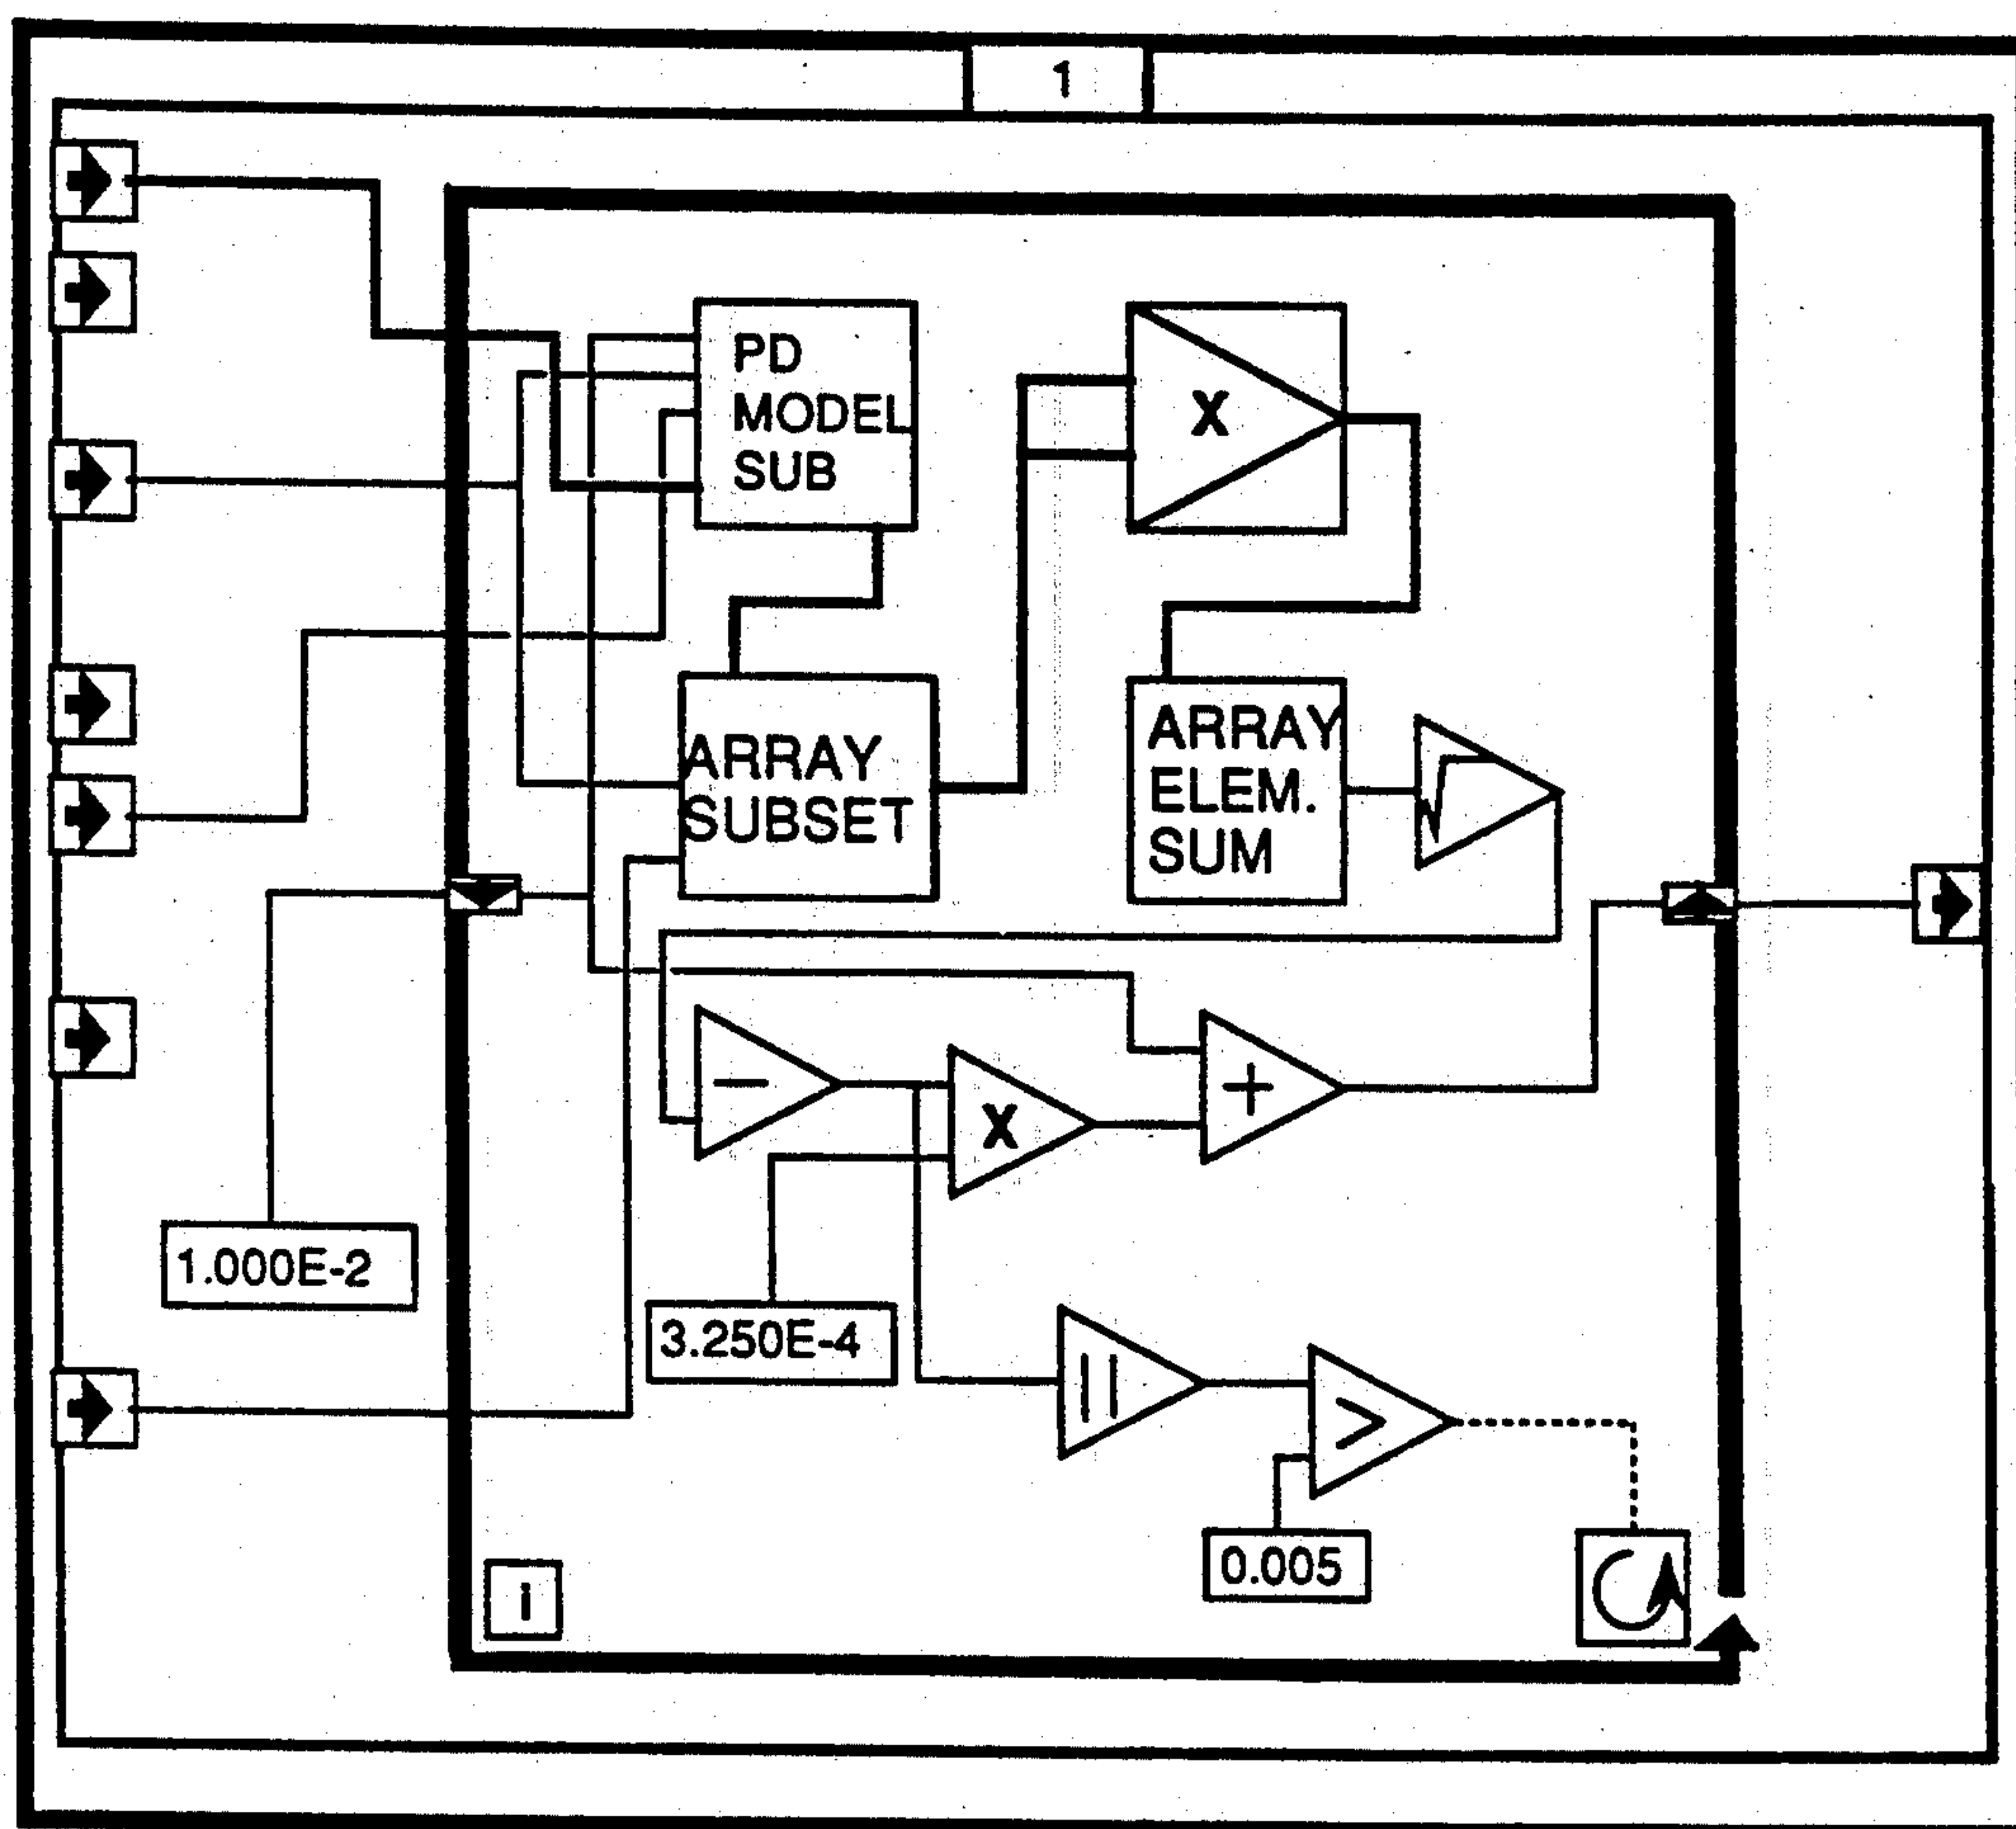 1
PD
MODEL
SUB
X
ARRAY
SUBSET
ARRAY
ELEM.
SUM
√
−
X
+
1.000E-2
3.250E-4
||
>
0.005
i